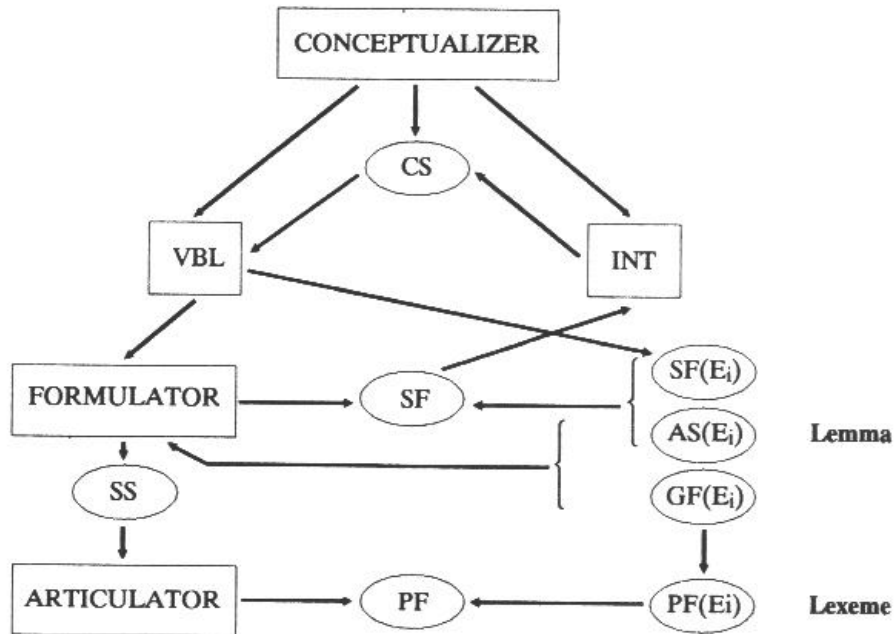 CONCEPTUALIZER
CS
VBL
INT
SF(Ei)
FORMULATOR
SF
AS(Ei)
Lemma
SS
GF(Ei)
ARTICULATOR
PF
PF(Ei)
Lexeme